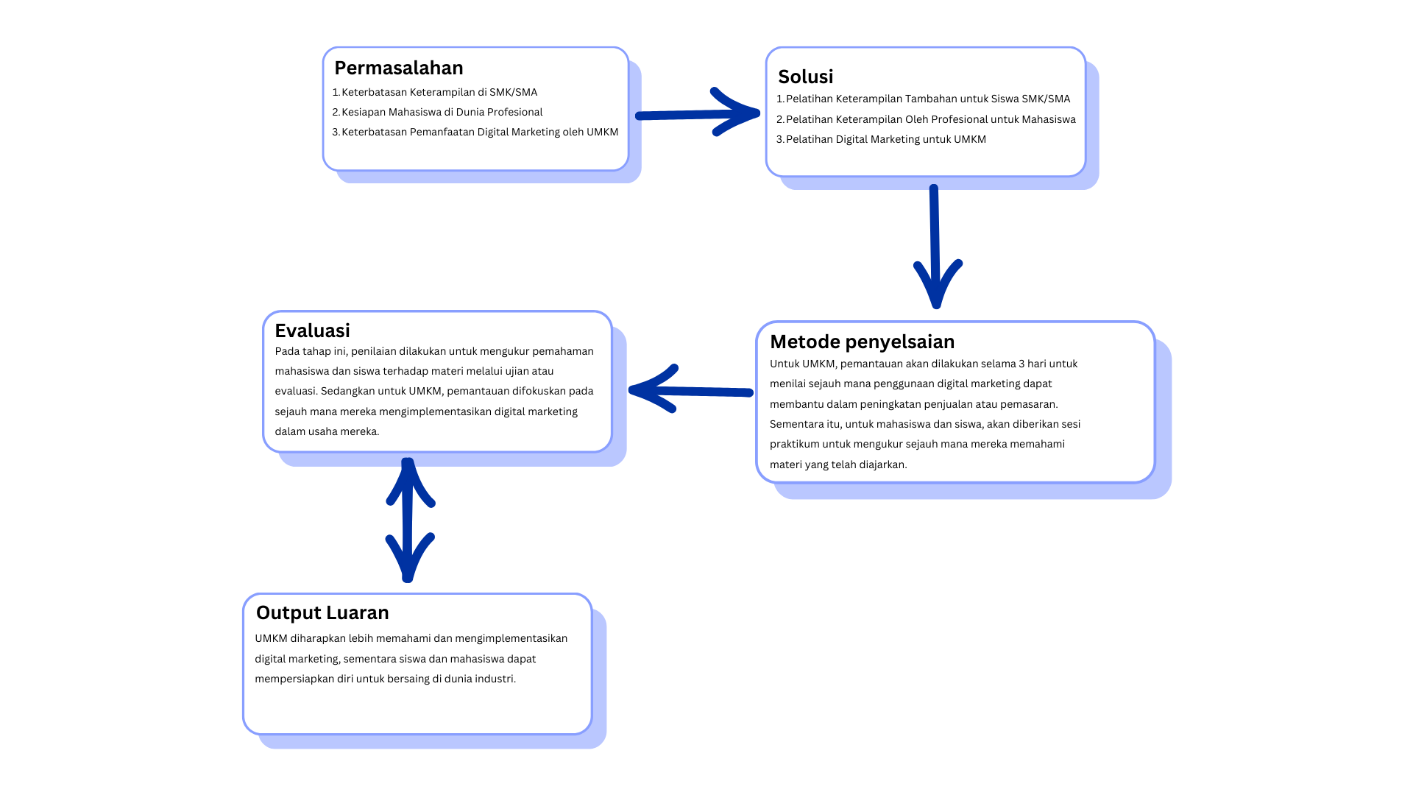 Permasalahan
1. Keterbatasan Keterampilan di SMK/SMA
2. Kesiapan Mahasiswa di Dunia Profesional
3. Keterbatasan Pemanfaatan Digital Marketing oleh UMKM
Solusi
1. Pelatihan Keterampilan Tambahan untuk Siswa SMK/SMA
2. Pelatihan Keterampilan Oleh Profesional untuk Mahasiswa
3. Pelatihan Digital Marketing untuk UMKM
Metode penyelsaian
Untuk UMKM, pemantauan akan dilakukan selama 3 hari untuk
menilai sejauh mana penggunaan digital marketing dapat
membantu dalam peningkatan penjualan atau pemasaran.
Sementara itu, untuk mahasiswa dan siswa, akan diberikan sesi
praktikum untuk mengukur sejauh mana mereka memahami
materi yang telah diajarkan.
Evaluasi
Pada tahap ini, penilaian dilakukan untuk mengukur pemahaman
mahasiswa dan siswa terhadap materi melalui ujian atau
evaluasi. Sedangkan untuk UMKM, pemantauan difokuskan pada
sejauh mana mereka mengimplementasikan digital marketing
dalam usaha mereka.
Output Luaran
UMKM diharapkan lebih memahami dan mengimplementasikan
digital marketing, sementara siswa dan mahasiswa dapat
mempersiapkan diri untuk bersaing di dunia industri.